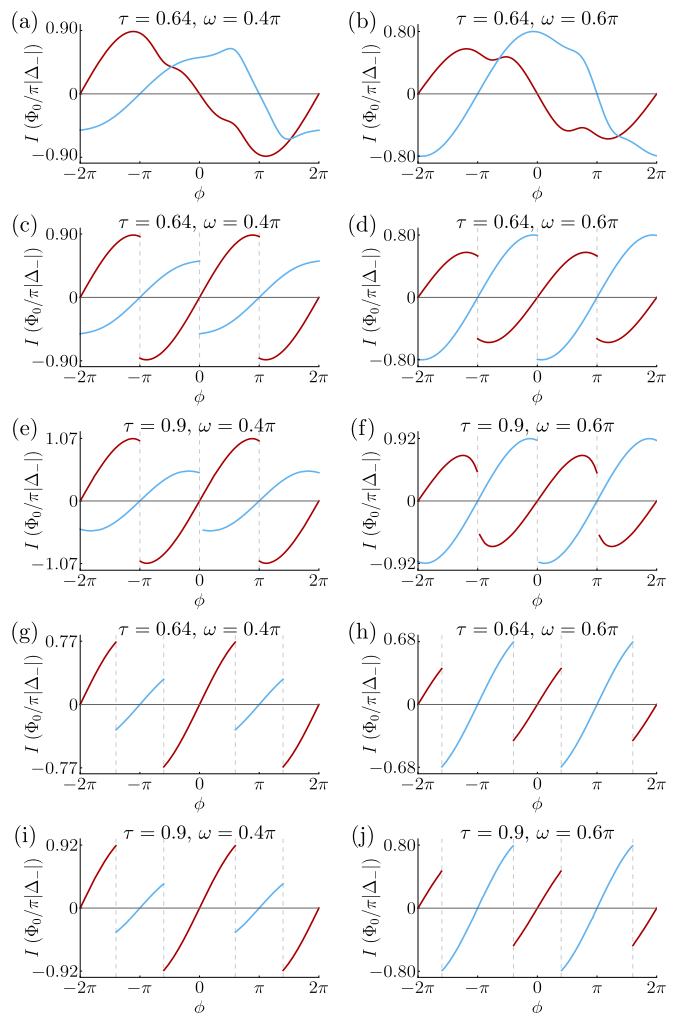 (a) τ = 0.64, ω = 0.4π
I (Φ₀/π|Δ₋|)
0.90
0
−0.90
−2π −π 0 π 2π
ϕ
(b) τ = 0.64, ω = 0.6π
I (Φ₀/π|Δ₋|)
0.80
0
−0.80
−2π −π 0 π 2π
ϕ
(c) τ = 0.64, ω = 0.4π
I (Φ₀/π|Δ₋|)
0.90
0
−0.90
−2π −π 0 π 2π
ϕ
(d) τ = 0.64, ω = 0.6π
I (Φ₀/π|Δ₋|)
0.80
0
−0.80
−2π −π 0 π 2π
ϕ
(e) τ = 0.9, ω = 0.4π
I (Φ₀/π|Δ₋|)
1.07
0
−1.07
−2π −π 0 π 2π
ϕ
(f) τ = 0.9, ω = 0.6π
I (Φ₀/π|Δ₋|)
0.92
0
−0.92
−2π −π 0 π 2π
ϕ
(g) τ = 0.64, ω = 0.4π
I (Φ₀/π|Δ₋|)
0.77
0
−0.77
−2π −π 0 π 2π
ϕ
(h) τ = 0.64, ω = 0.6π
I (Φ₀/π|Δ₋|)
0.68
0
−0.68
−2π −π 0 π 2π
ϕ
(i) τ = 0.9, ω = 0.4π
I (Φ₀/π|Δ₋|)
0.92
0
−0.92
−2π −π 0 π 2π
ϕ
(j) τ = 0.9, ω = 0.6π
I (Φ₀/π|Δ₋|)
0.80
0
−0.80
−2π −π 0 π 2π
ϕ